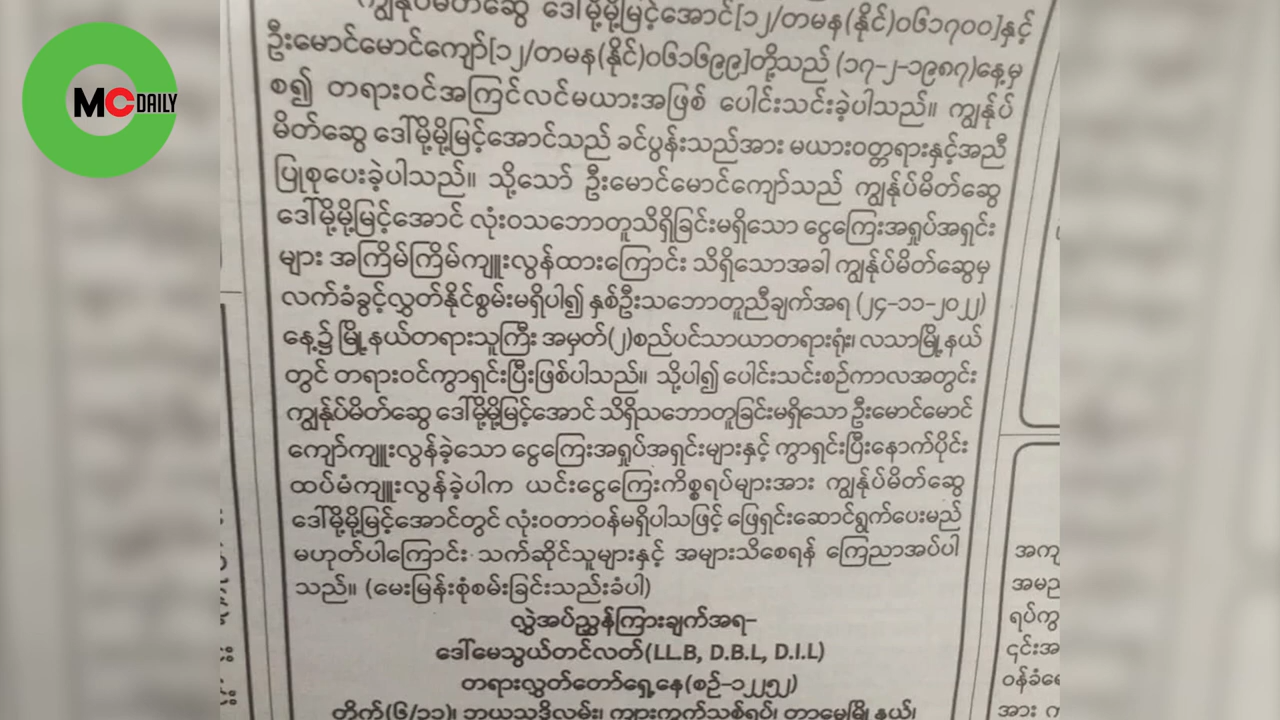 MC DAILY
ကျွန်ုပ်မိတ်ဆွေ ဒေါ်မို့မို့မြင့်အောင်[၁၂/တမန(နိုင်)၀၆၁၇၀၀]နှင့်
ဦးမောင်မောင်ကျော်[၁၂/တမန(နိုင်)၀၆၁၆၉၉]တို့သည် (၁၇-၂-၁၉၈၇)နေ့မှ
စ၍ တရားဝင်အကြင်လင်မယားအဖြစ် ပေါင်းသင်းခဲ့ပါသည်။ ကျွန်ုပ်
မိတ်ဆွေ ဒေါ်မို့မို့မြင့်အောင်သည် ခင်ပွန်းသည်အား မယားဝတ္တရားနှင့်အညီ
ပြုစုပေးခဲ့ပါသည်။ သို့သော် ဦးမောင်မောင်ကျော်သည် ကျွန်ုပ်မိတ်ဆွေ
ဒေါ်မို့မို့မြင့်အောင် လုံးဝသဘောတူသိရှိခြင်းမရှိသော ငွေကြေးအရှုပ်အရှင်း
များ အကြိမ်ကြိမ်ကျူးလွန်ထားကြောင်း သိရှိသောအခါ ကျွန်ုပ်မိတ်ဆွေမှ
လက်ခံခွင့်လွှတ်နိုင်စွမ်းမရှိပါ၍ နှစ်ဦးသဘောတူညီချက်အရ (၂၄-၁၁-၂၀၂၂)
နေ့၌ မြို့နယ်တရားသူကြီး အမှတ်(၂)စည်ပင်သာယာတရားရုံး၊ လသာမြို့နယ်
တွင် တရားဝင်ကွာရှင်းပြီးဖြစ်ပါသည်။ သို့ပါ၍ ပေါင်းသင်းစဉ်ကာလအတွင်း
ကျွန်ုပ်မိတ်ဆွေ ဒေါ်မို့မို့မြင့်အောင် သိရှိသဘောတူခြင်းမရှိသော ဦးမောင်မောင်
ကျော်ကျူးလွန်ခဲ့သော ငွေကြေးအရှုပ်အရှင်းများနှင့် ကွာရှင်းပြီးနောက်ပိုင်း
ထပ်မံကျူးလွန်ခဲ့ပါက ယင်းငွေကြေးကိစ္စရပ်များအား ကျွန်ုပ်မိတ်ဆွေ
ဒေါ်မို့မို့မြင့်အောင်တွင် လုံးဝတာဝန်မရှိပါသဖြင့် ဖြေရှင်းဆောင်ရွက်ပေးမည်
မဟုတ်ပါကြောင်း သက်ဆိုင်သူများနှင့် အများသိစေရန် ကြေညာအပ်ပါ
သည်။ (မေးမြန်းစုံစမ်းခြင်းသည်းခံပါ)
လွှဲအပ်ညွှန်ကြားချက်အရ-
ဒေါ်မေသွယ်တင်လတ်(LL.B, D.B.L, D.I.L)
တရားလွှတ်တော်ရှေ့နေ(စဉ်-၁၂၂၅၂)
တိုက်(၆/၁၁)၊
အမည
ရပ်ကွ
၎င်းအ
အား က